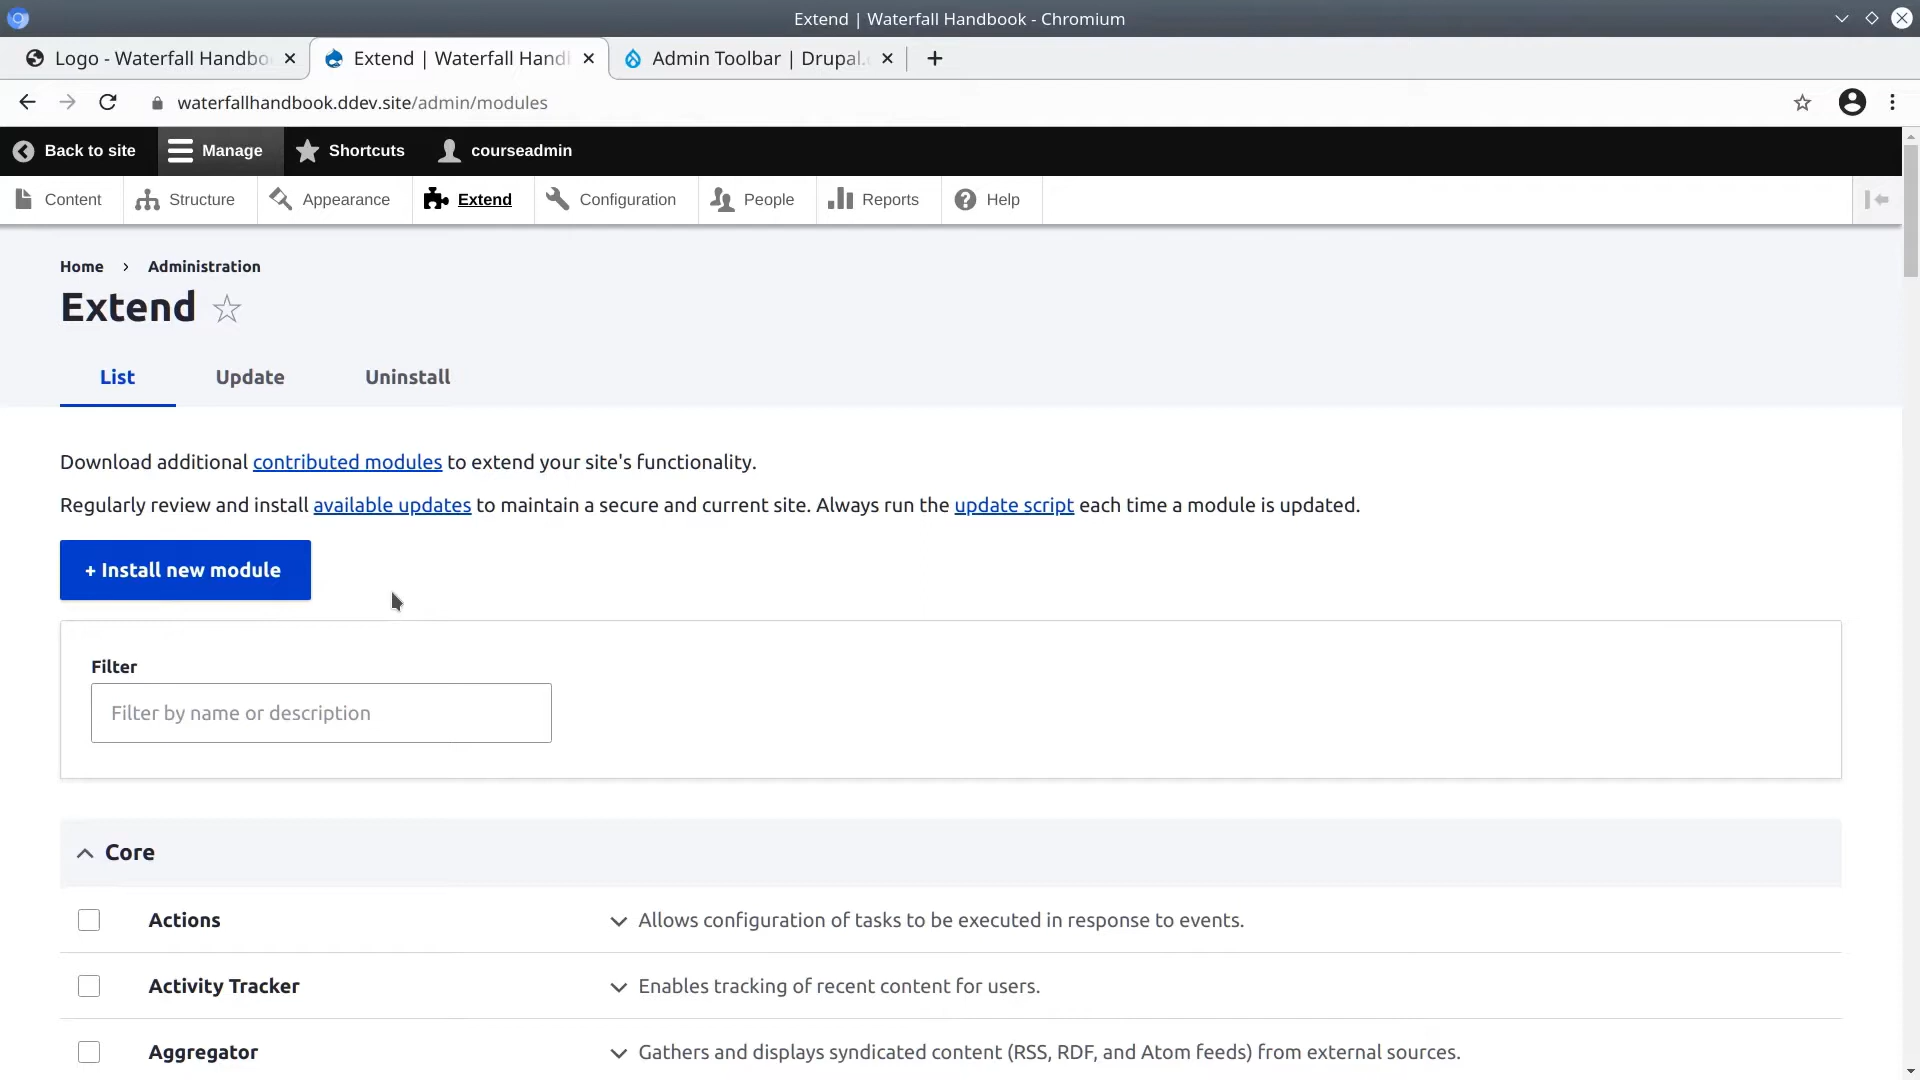 Extend | Waterfall Handbook - Chromium
Logo - Waterfall Handbo
Extend | Waterfall Handl
Admin Toolbar | Drupal.
waterfallhandbook.ddev.site/admin/modules
Back to site
Manage
Shortcuts
courseadmin
Content
Structure
Appearance
Extend
Configuration
People
Reports
Help
Home › Administration
Extend
List
Update
Uninstall
Download additional contributed modules to extend your site's functionality.
Regularly review and install available updates to maintain a secure and current site. Always run the update script each time a module is updated.
+ Install new module
Filter
Filter by name or description
Core
Actions
Allows configuration of tasks to be executed in response to events.
Activity Tracker
Enables tracking of recent content for users.
Aggregator
Gathers and displays syndicated content (RSS, RDF, and Atom feeds) from external sources.